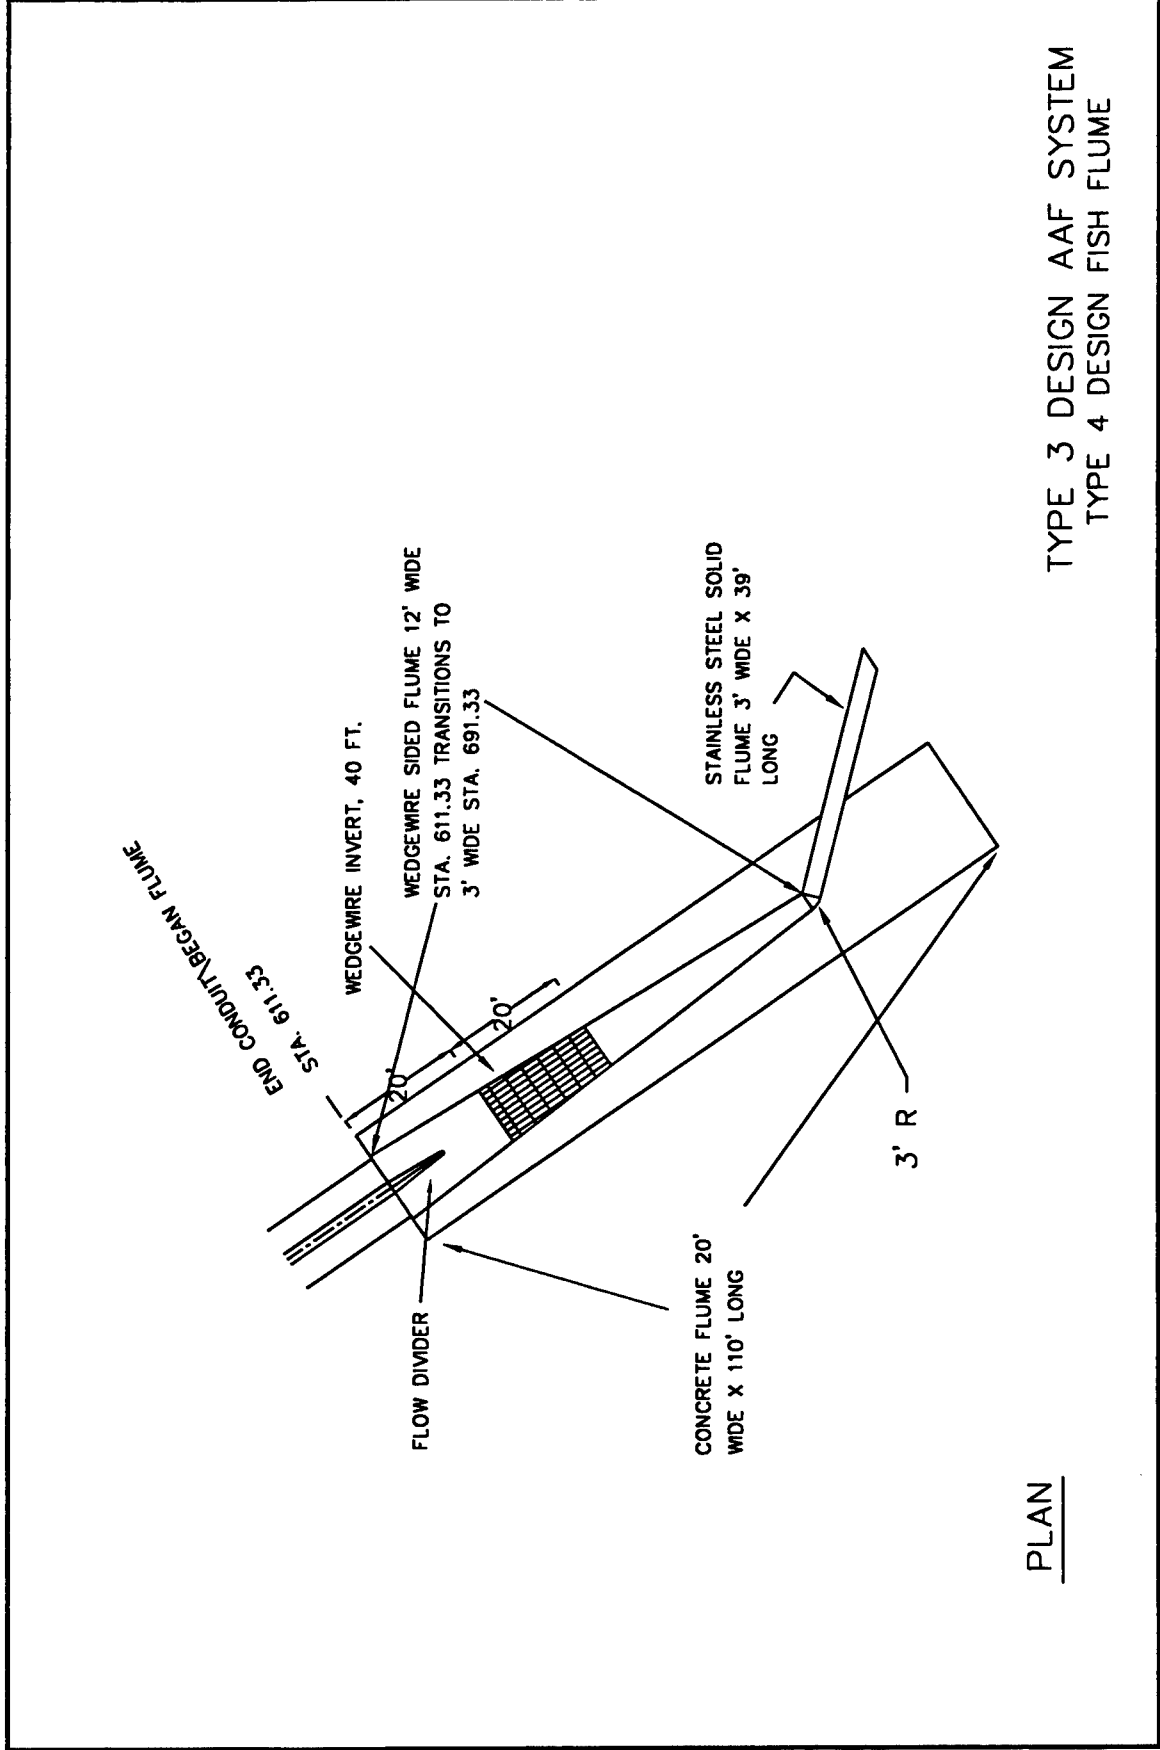 END CONDUIT\BEGAN FLUME
STA. 611.33
WEDGEWIRE INVERT, 40 FT.
WEDGEWIRE SIDED FLUME 12' WIDE
STA. 611.33 TRANSITIONS TO
3' WIDE STA. 691.33
20'
20'
FLOW DIVIDER
STAINLESS STEEL SOLID
FLUME 3' WIDE X 39'
LONG
CONCRETE FLUME 20'
WIDE X 110' LONG
3' R
PLAN
TYPE 3 DESIGN AAF SYSTEM
TYPE 4 DESIGN FISH FLUME